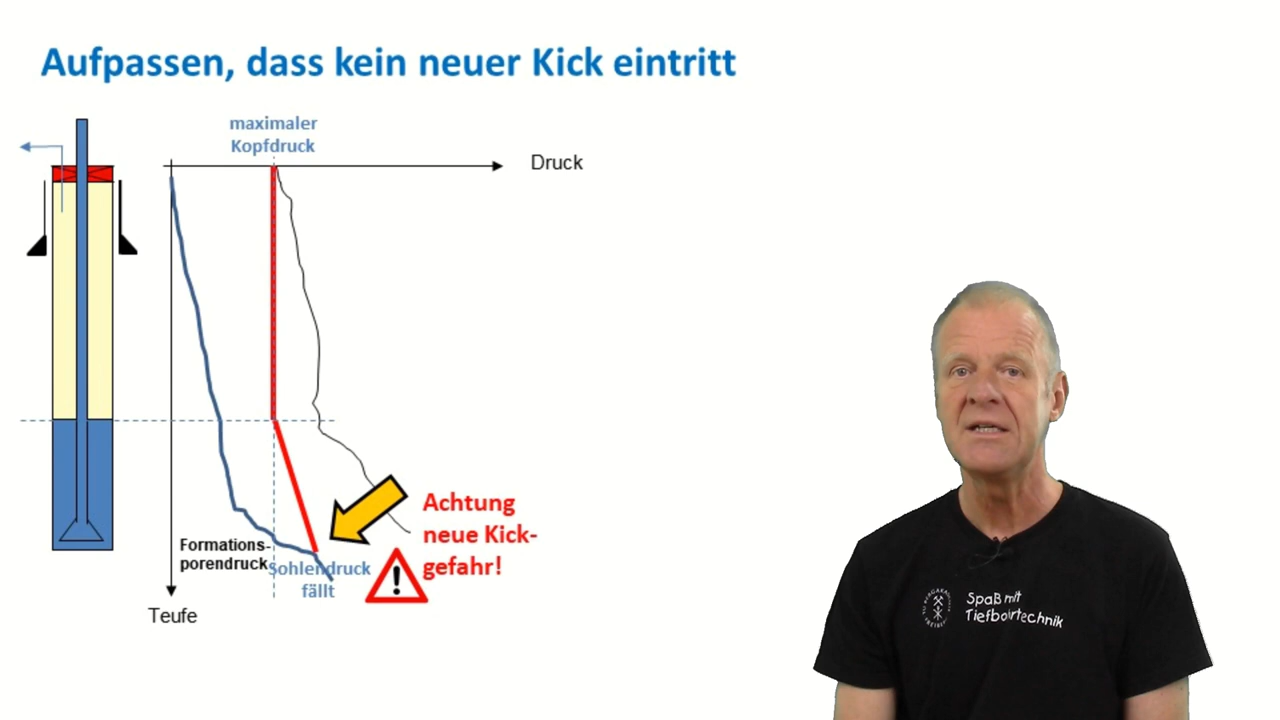 Aufpassen, dass kein neuer Kick eintritt
maximaler
Kopfdruck
Druck
Achtung
neue Kick-
gefahr!
Formations-
porendruck
Sohlendruck
fällt
!
Teufe
Spaß mit
Tiefbohrtechnik